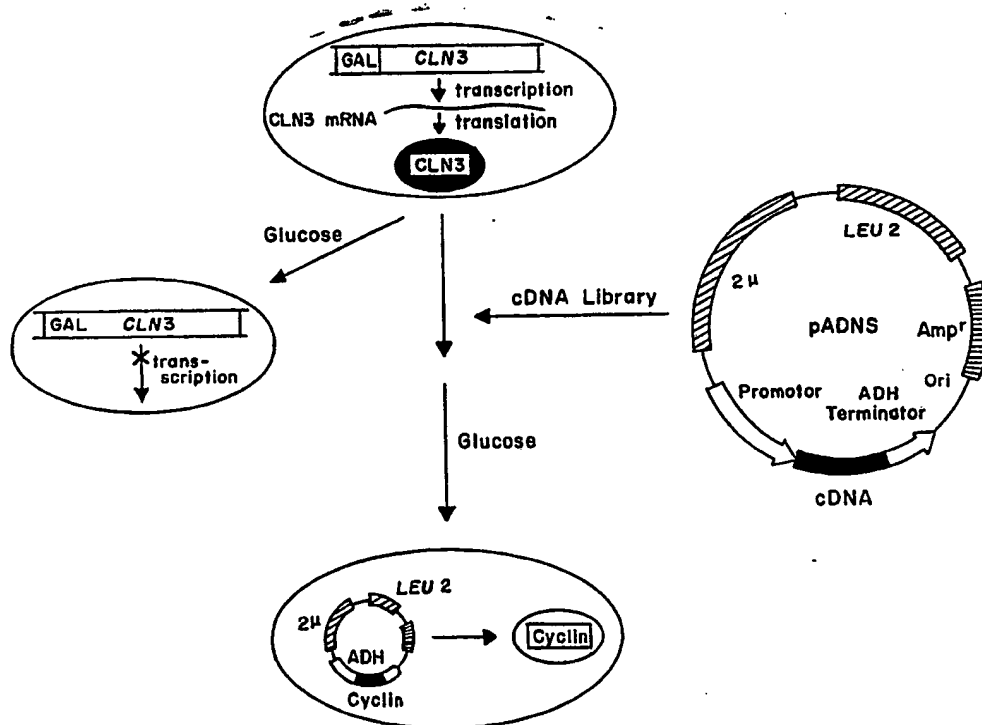 GAL CLN3
transcription
CLN3 mRNA
translation
CLN3
Glucose
GAL CLN3
trans-
scription
cDNA Library
LEU 2
2μ
pADNS
Ampr
Ori
Promotor
ADH
Terminator
cDNA
Glucose
LEU 2
2μ
ADH
Cyclin
Cyclin